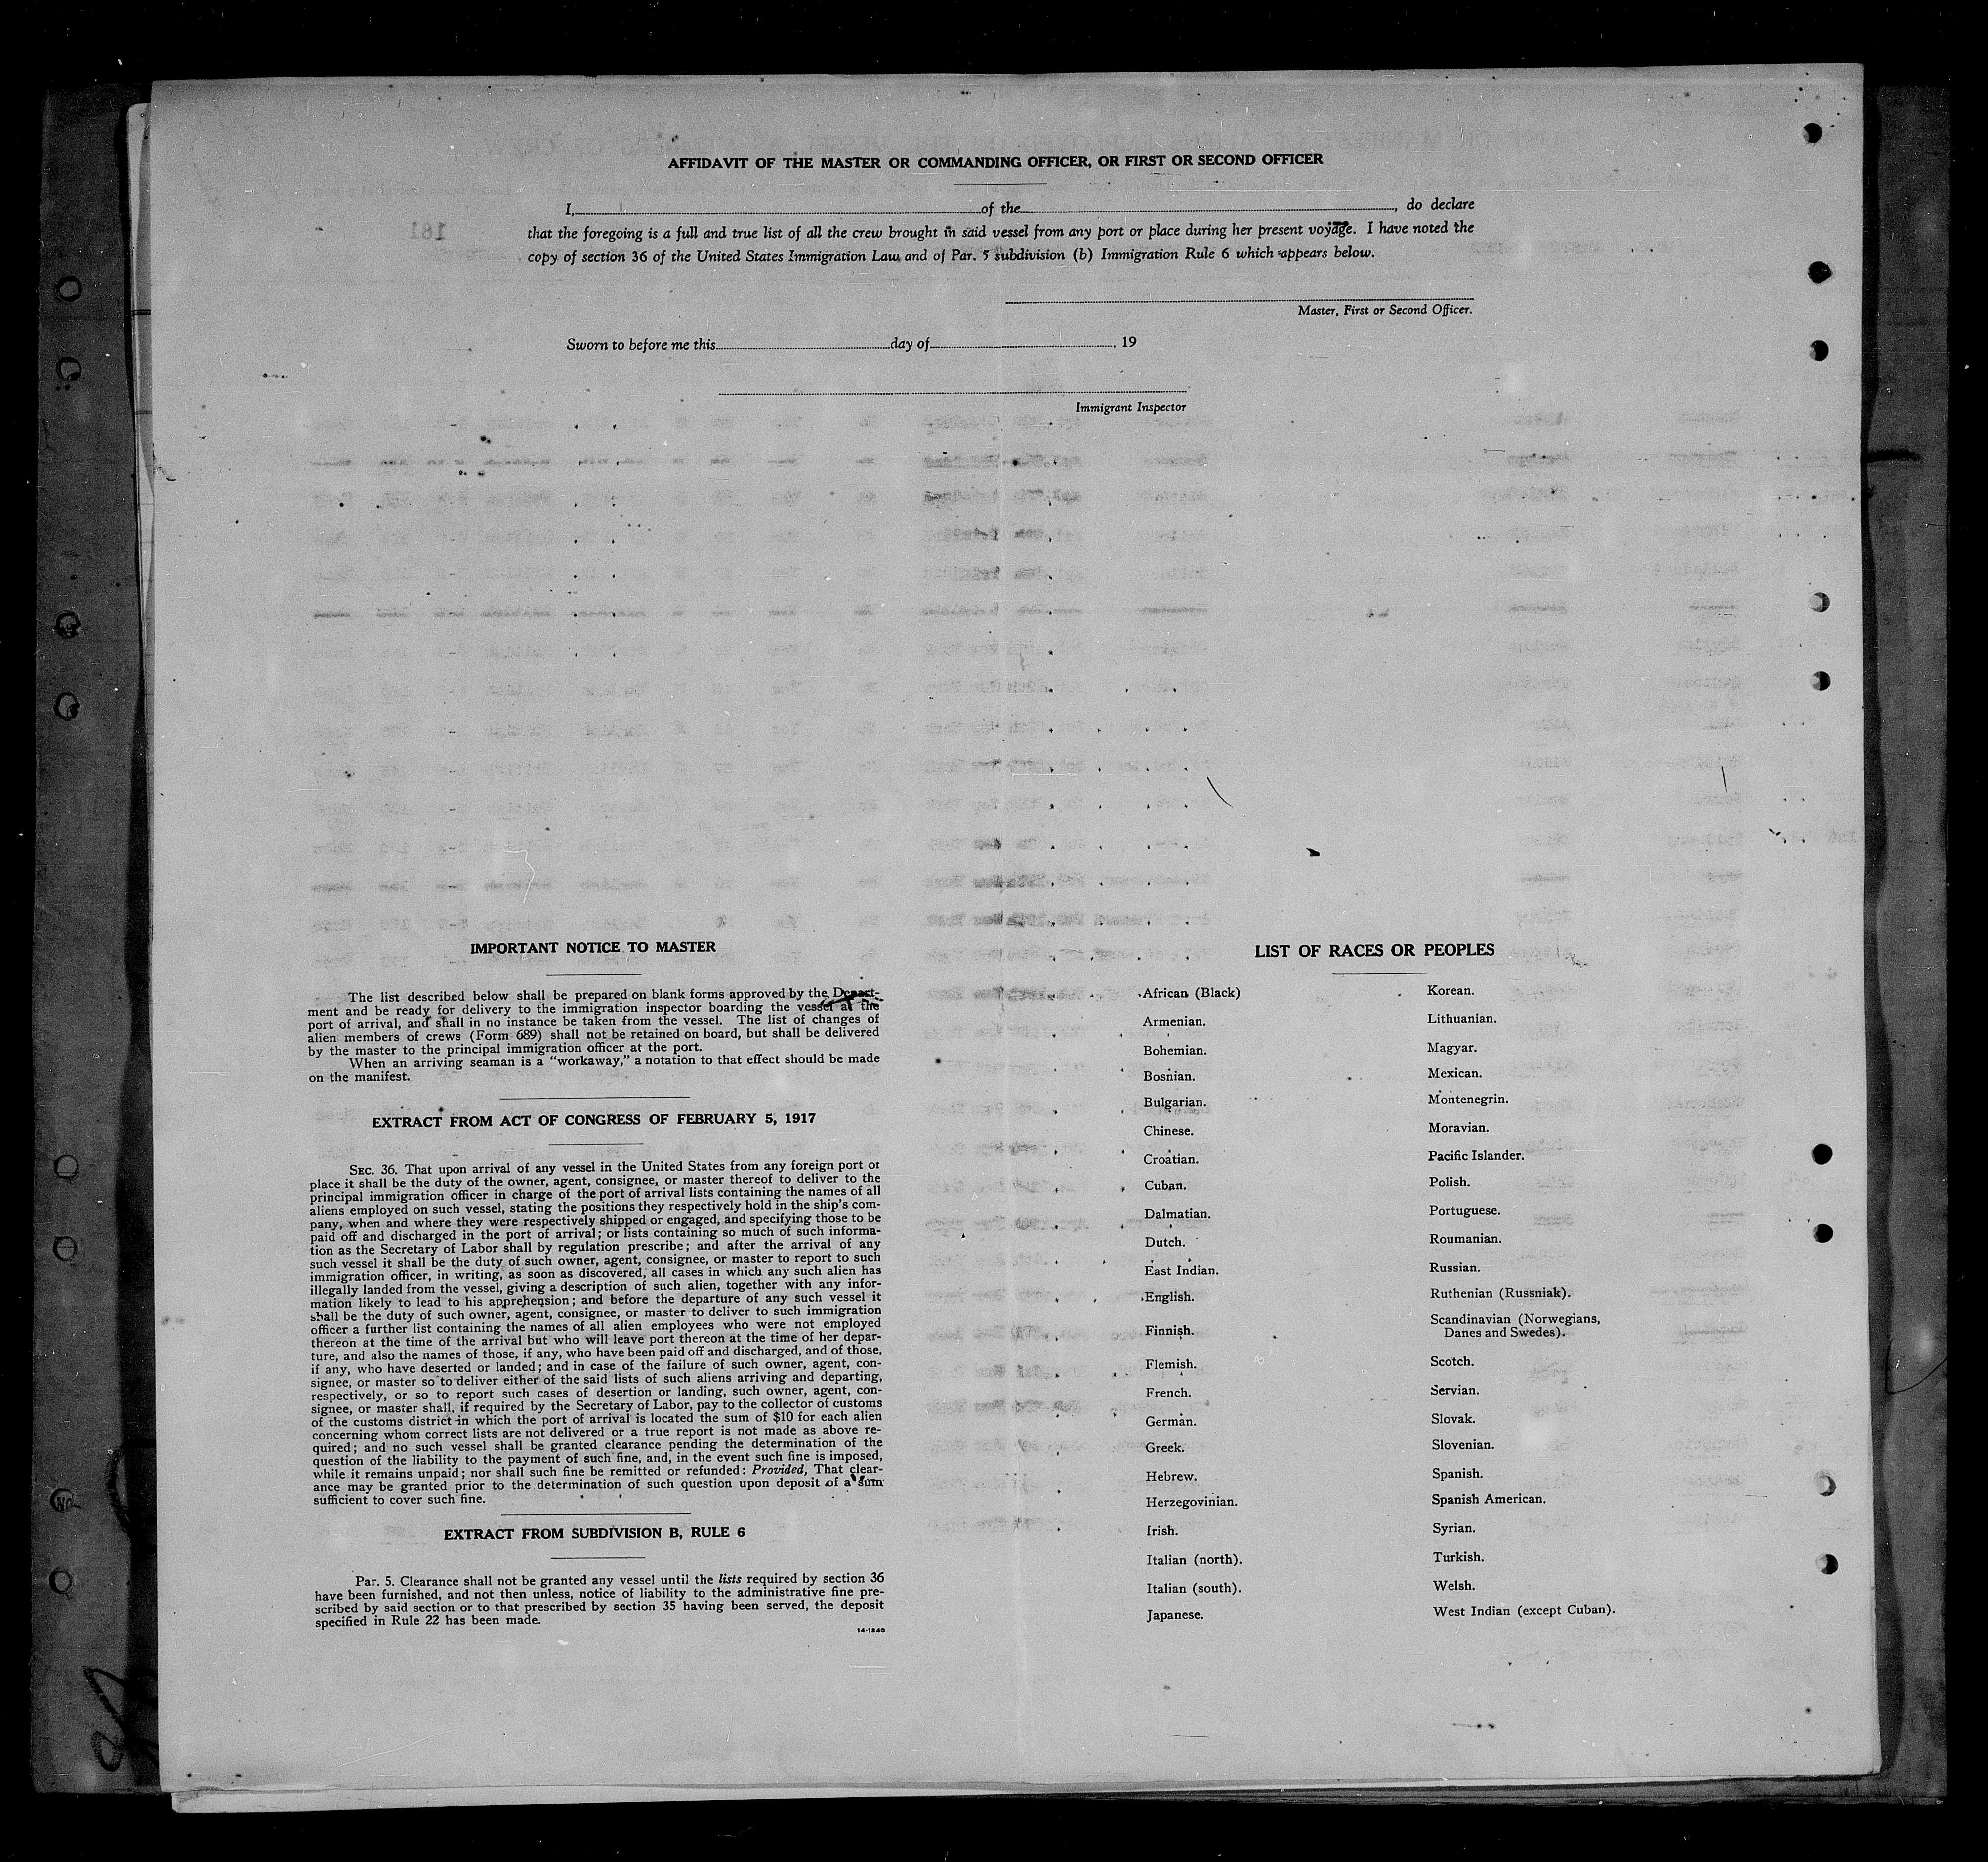 AFFIDAVIT OF THE MASTER OR COMMANDING OFFICER, OR FIRST OR SECOND OFFICER
I, of the , do declare
that the foregoing is a full and true list of all the crew brought in said vessel from any port or place during her present voyage. I have noted the
copy of section 36 of the United States Immigration Law, and of Par. 5 subdivision (b) Immigration Rule 6 which appears below.
Master, First or Second Officer.
Sworn to before me this day of , 19
Immigrant Inspector
IMPORTANT NOTICE TO MASTER
The list described below shall be prepared on blank forms approved by the Depart-
ment and be ready for delivery to the immigration inspector boarding the vessel at the
port of arrival, and shall in no instance be taken from the vessel. The list of changes of
alien members of crews (Form 689) shall not be retained on board, but shall be delivered
by the master to the principal immigration officer at the port.
When an arriving seaman is a "workaway," a notation to that effect should be made
on the manifest.
EXTRACT FROM ACT OF CONGRESS OF FEBRUARY 5, 1917
SEC. 36. That upon arrival of any vessel in the United States from any foreign port or
place it shall be the duty of the owner, agent, consignee, or master thereof to deliver to the
principal immigration officer in charge of the port of arrival lists containing the names of all
aliens employed on such vessel, stating the positions they respectively hold in the ship's com-
pany, when and where they were respectively shipped or engaged, and specifying those to be
paid off and discharged in the port of arrival; or lists containing so much of such informa-
tion as the Secretary of Labor shall by regulation prescribe; and after the arrival of any
such vessel it shall be the duty of such owner, agent, consignee, or master to report to such
immigration officer, in writing, as soon as discovered, all cases in which any such alien has
illegally landed from the vessel, giving a description of such alien, together with any infor-
mation likely to lead to his apprehension; and before the departure of any such vessel it
shall be the duty of such owner, agent, consignee, or master to deliver to such immigration
officer a further list containing the names of all alien employees who were not employed
thereon at the time of the arrival but who will leave port thereon at the time of her depar-
ture, and also the names of those, if any, who have been paid off and discharged, and of those,
if any, who have deserted or landed; and in case of the failure of such owner, agent, con-
signee, or master so to deliver either of the said lists of such aliens arriving and departing,
respectively, or so to report such cases of desertion or landing, such owner, agent, con-
signee, or master shall, if required by the Secretary of Labor, pay to the collector of customs
of the customs district in which the port of arrival is located the sum of $10 for each alien
concerning whom correct lists are not delivered or a true report is not made as above re-
quired; and no such vessel shall be granted clearance pending the determination of the
question of the liability to the payment of such fine, and, in the event such fine is imposed,
while it remains unpaid; nor shall such fine be remitted or refunded: Provided, That clear-
ance may be granted prior to the determination of such question upon deposit of a sum
sufficient to cover such fine.
EXTRACT FROM SUBDIVISION B, RULE 6
Par. 5. Clearance shall not be granted any vessel until the lists required by section 36
have been furnished, and not then unless, notice of liability to the administrative fine pre-
scribed by said section or to that prescribed by section 35 having been served, the deposit
specified in Rule 22 has been made.
14-1240
LIST OF RACES OR PEOPLES
African (Black)
Armenian.
Bohemian.
Bosnian.
Bulgarian.
Chinese.
Croatian.
Cuban.
Dalmatian.
Dutch.
East Indian.
English.
Finnish.
Flemish.
French.
German.
Greek.
Hebrew.
Herzegovinian.
Irish.
Italian (north).
Italian (south).
Japanese.
Korean.
Lithuanian.
Magyar.
Mexican.
Montenegrin.
Moravian.
Pacific Islander.
Polish.
Portuguese.
Roumanian.
Russian.
Ruthenian (Russniak).
Scandinavian (Norwegians,
Danes and Swedes).
Scotch.
Servian.
Slovak.
Slovenian.
Spanish.
Spanish American.
Syrian.
Turkish.
Welsh.
West Indian (except Cuban).